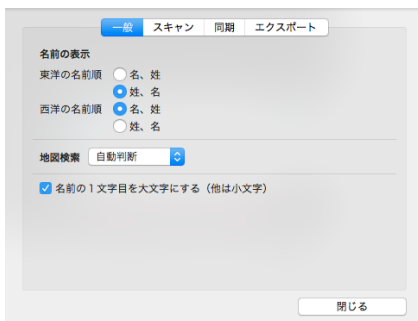 一般 スキャン 同期 エクスポート
名前の表示
東洋の名前順 名、姓
姓、名
西洋の名前順 名、姓
姓、名
地図検索 自動判断
名前の1文字目を大文字にする（他は小文字）
閉じる